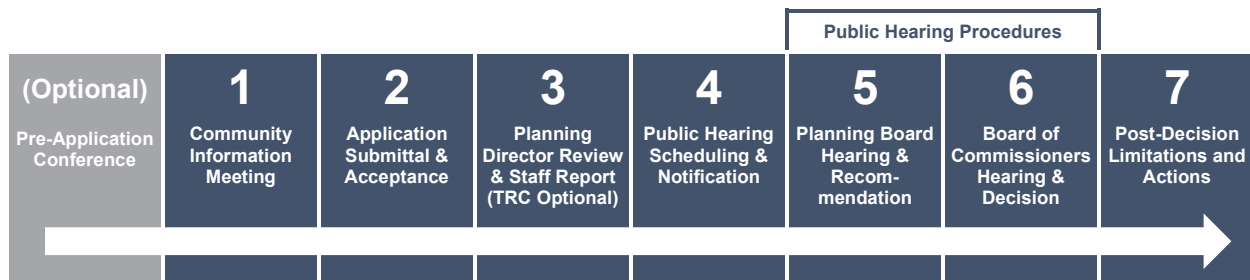 Public Hearing Procedures
(Optional)
Pre-Application
Conference
1
Community
Information
Meeting
2
Application
Submittal &
Acceptance
3
Planning
Director Review
& Staff Report
(TRC Optional)
4
Public Hearing
Scheduling &
Notification
5
Planning Board
Hearing &
Recom-
mendation
6
Board of
Commissioners
Hearing &
Decision
7
Post-Decision
Limitations and
Actions